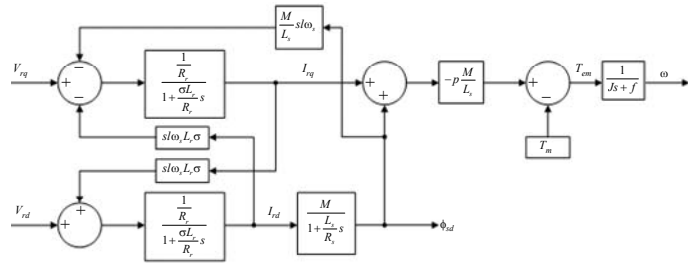 M
L_s
slω_s
V_rq
+
−
−
1
R_r
1+ σL_r
R_r s
I_rq
+
+
−p M
L_s
+
−
T_em
1
Js + f
ω
T_m
slω_s L_r σ
slω_s L_r σ
V_rd
+
+
1
R_r
1+ σL_r
R_r s
I_rd
M
1+ L_s
R_s s
ϕ_sd